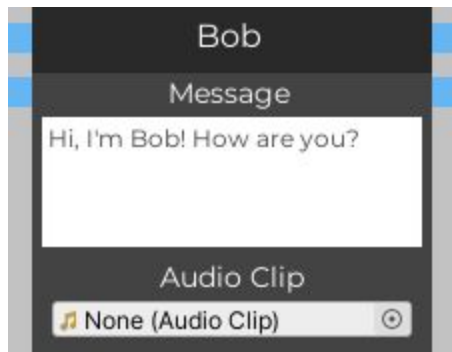 Bob
Message
Hi, I'm Bob! How are you?
Audio Clip
None (Audio Clip)